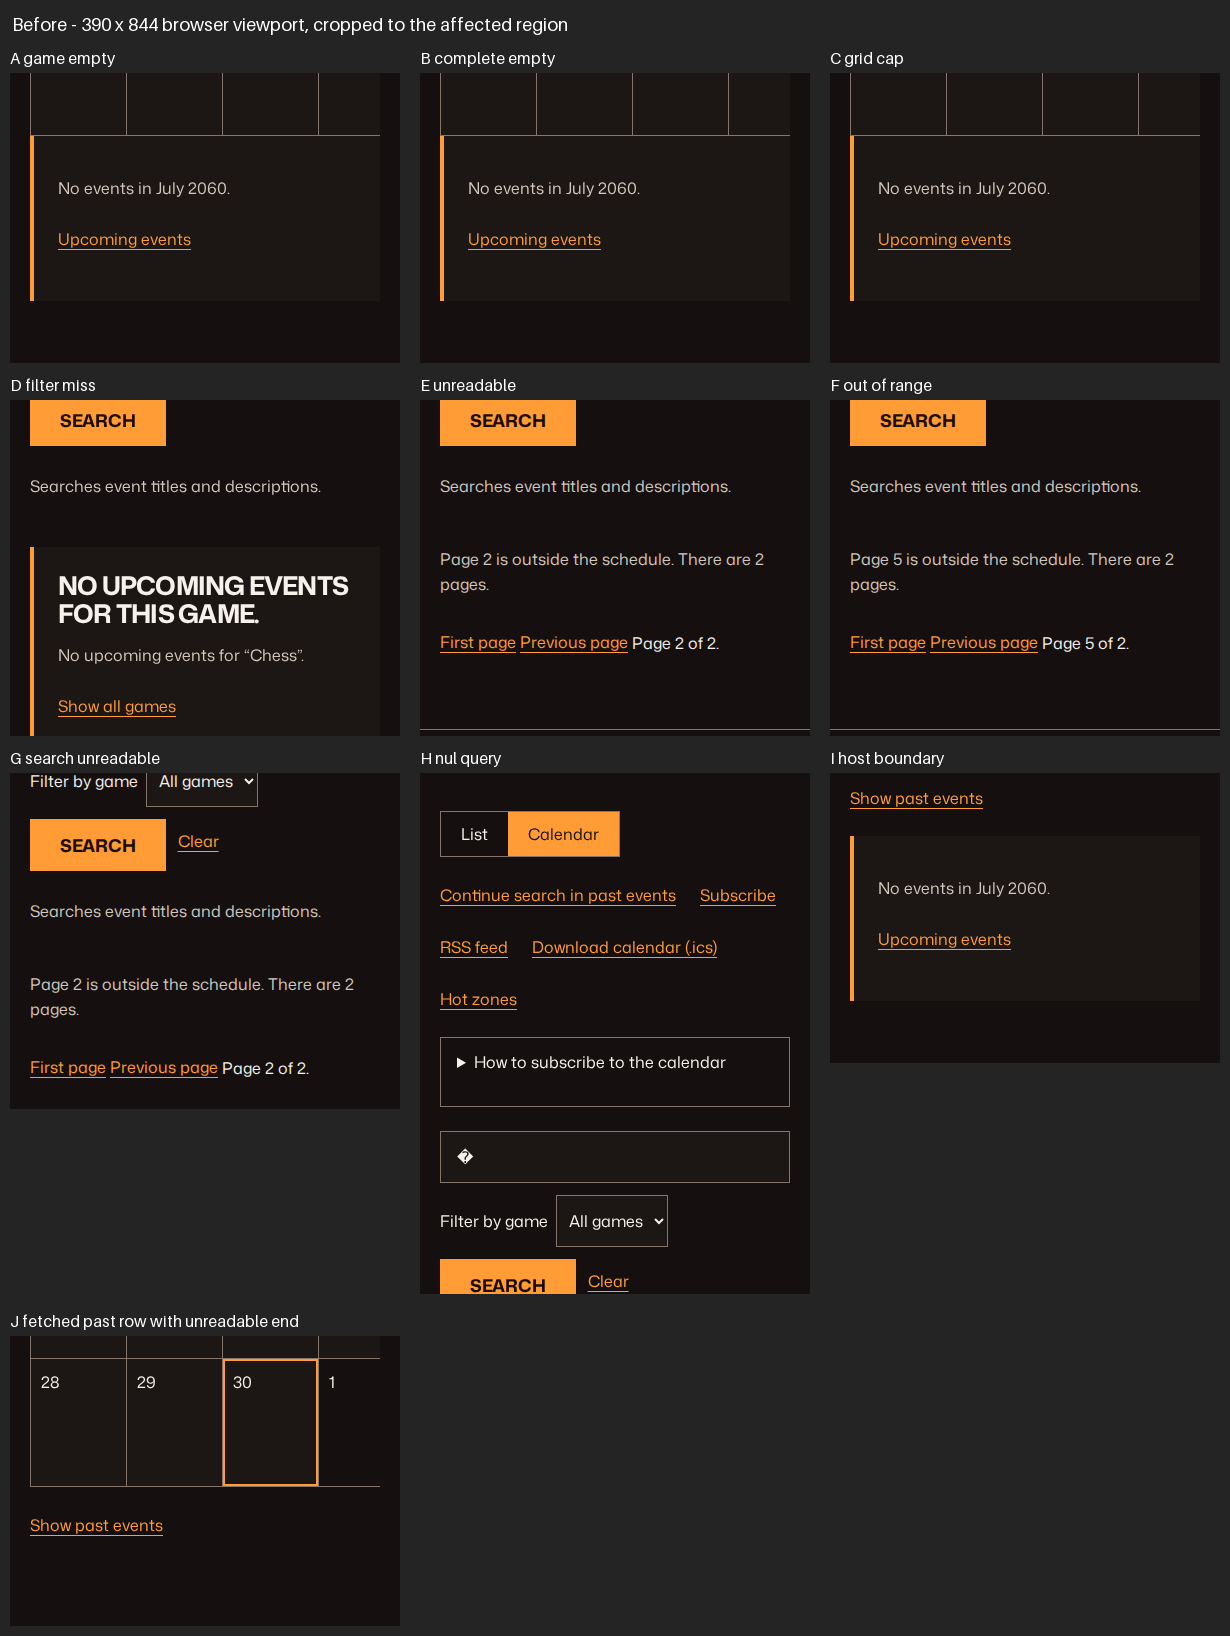 Before - 390 x 844 browser viewport, cropped to the affected region
A game empty
No events in July 2060.
Upcoming events
B complete empty
No events in July 2060.
Upcoming events
C grid cap
No events in July 2060.
Upcoming events
D filter miss
SEARCH
Searches event titles and descriptions.
NO UPCOMING EVENTS
FOR THIS GAME.
No upcoming events for “Chess”.
Show all games
E unreadable
SEARCH
Searches event titles and descriptions.
Page 2 is outside the schedule. There are 2
pages.
First page Previous page Page 2 of 2.
F out of range
SEARCH
Searches event titles and descriptions.
Page 5 is outside the schedule. There are 2
pages.
First page Previous page Page 5 of 2.
G search unreadable
Filter by game All games
SEARCH Clear
Searches event titles and descriptions.
Page 2 is outside the schedule. There are 2
pages.
First page Previous page Page 2 of 2.
H nul query
List Calendar
Continue search in past events Subscribe
RSS feed Download calendar (.ics)
Hot zones
▶ How to subscribe to the calendar
�
Filter by game All games
SEARCH Clear
I host boundary
Show past events
No events in July 2060.
Upcoming events
J fetched past row with unreadable end
28 29 30 1
Show past events